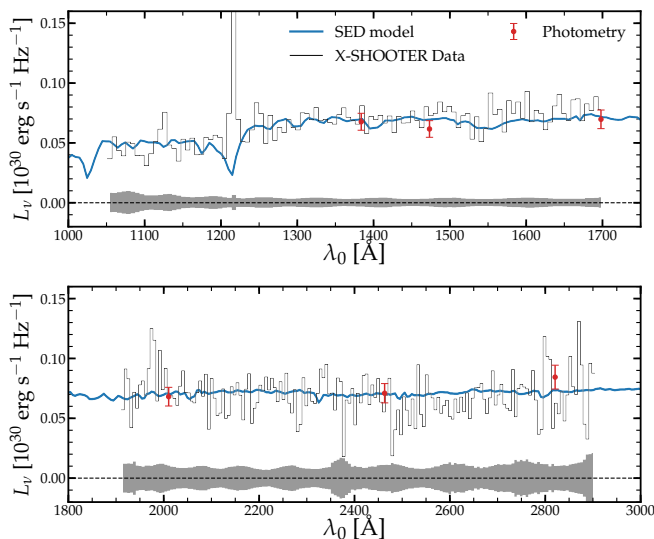 SED model
X-SHOOTER Data
Photometry
0.15
0.10
0.05
0.00
L_ν [10^30 erg s^−1 Hz^−1]
1000 1100 1200 1300 1400 1500 1600 1700
λ_0 [Å]
0.15
0.10
0.05
0.00
L_ν [10^30 erg s^−1 Hz^−1]
1800 2000 2200 2400 2600 2800 3000
λ_0 [Å]